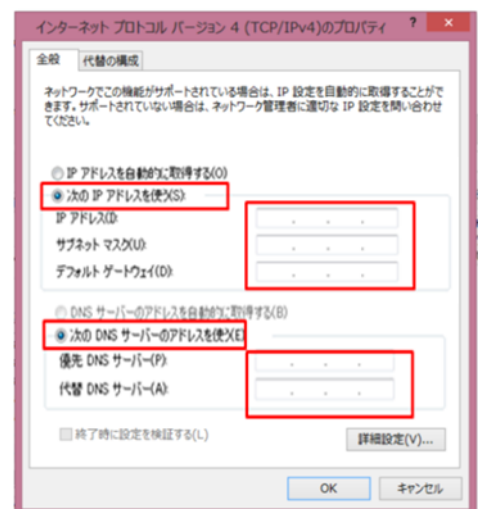 インターネット プロトコル バージョン 4 (TCP/IPv4)のプロパティ ?
全般 代替の構成
ネットワークでこの機能がサポートされている場合は、IP 設定を自動的に取得することがで
きます。サポートされていない場合は、ネットワーク管理者に適切な IP 設定を問い合わせ
てください。
IP アドレスを自動的に取得する(O)
次の IP アドレスを使う(S):
IP アドレス(I):
サブネット マスク(U):
デフォルト ゲートウェイ(D):
DNS サーバーのアドレスを自動的に取得する(B)
次の DNS サーバーのアドレスを使う(E
優先 DNS サーバー(P):
代替 DNS サーバー(A):
終了時に設定を検証する(L)
詳細設定(V)...
OK キャンセル